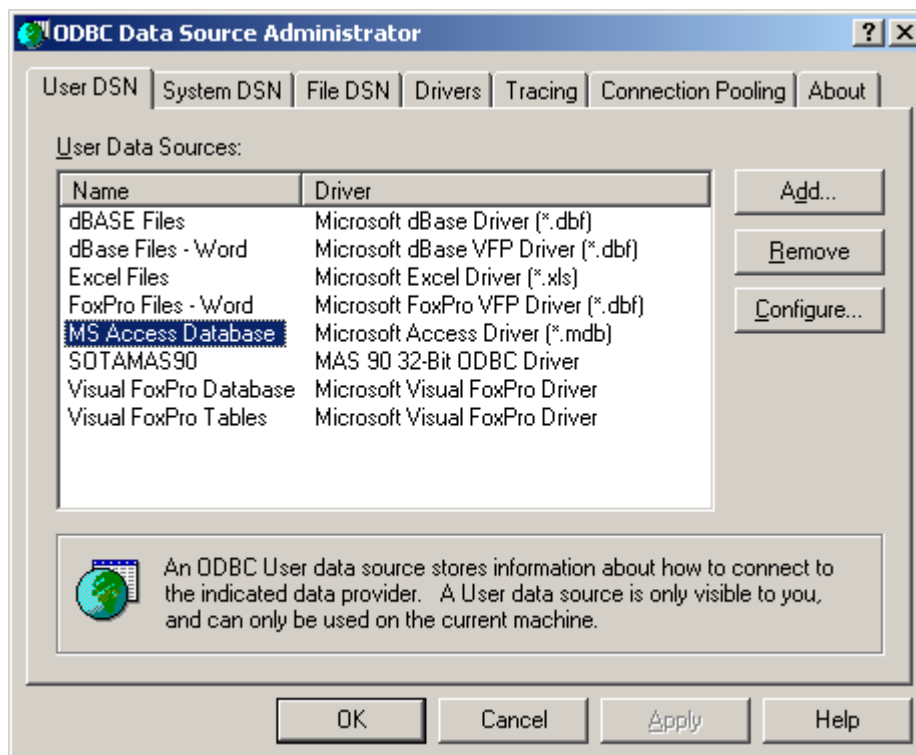 ODBC Data Source Administrator
User DSN System DSN File DSN Drivers Tracing Connection Pooling About
User Data Sources:
Name Driver
dBASE Files Microsoft dBase Driver (*.dbf)
dBase Files - Word Microsoft dBase VFP Driver (*.dbf)
Excel Files Microsoft Excel Driver (*.xls)
FoxPro Files - Word Microsoft FoxPro VFP Driver (*.dbf)
MS Access Database Microsoft Access Driver (*.mdb)
SOTAMAS90 MAS 90 32-Bit ODBC Driver
Visual FoxPro Database Microsoft Visual FoxPro Driver
Visual FoxPro Tables Microsoft Visual FoxPro Driver
Add...
Remove
Configure...
An ODBC User data source stores information about how to connect to
the indicated data provider. A User data source is only visible to you,
and can only be used on the current machine.
OK Cancel Apply Help